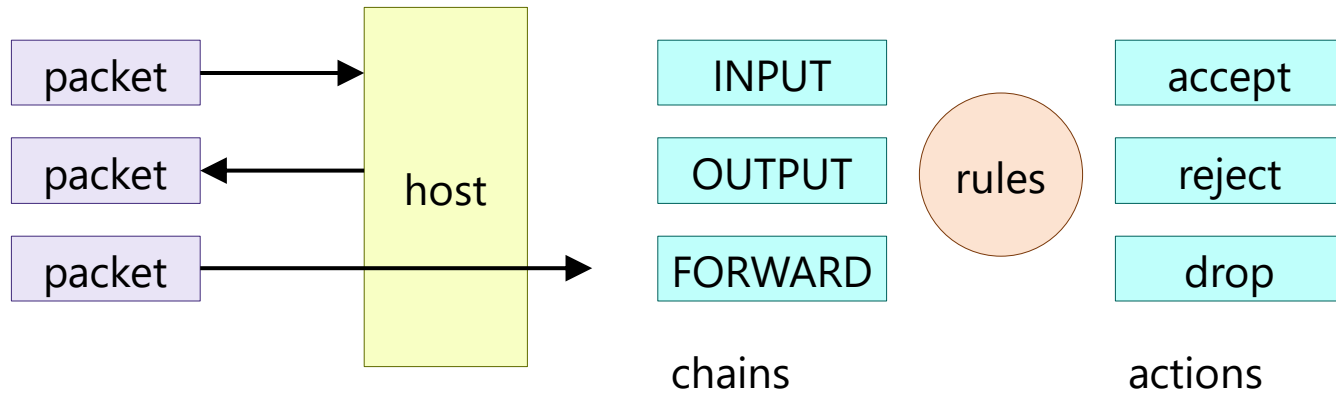 packet
INPUT
accept
packet
host
OUTPUT
rules
reject
packet
FORWARD
drop
chains
actions